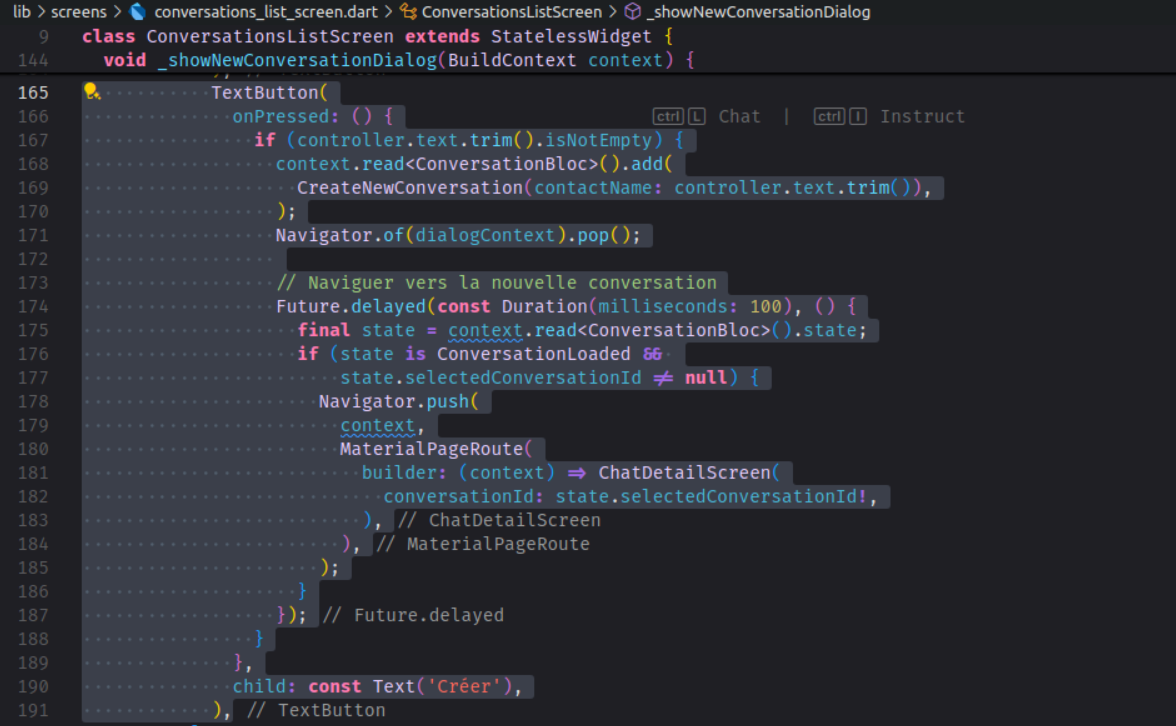 lib > screens > conversations_list_screen.dart > ConversationsListScreen > _showNewConversationDialog
9 class ConversationsListScreen extends StatelessWidget {
144 void _showNewConversationDialog(BuildContext context) {
165 TextButton(
166 onPressed: () { ctrl L Chat | ctrl I Instruct
167 if (controller.text.trim().isNotEmpty) {
168 context.read<ConversationBloc>().add(
169 CreateNewConversation(contactName: controller.text.trim()),
170 );
171 Navigator.of(dialogContext).pop();
172
173 // Naviguer vers la nouvelle conversation
174 Future.delayed(const Duration(milliseconds: 100), () {
175 final state = context.read<ConversationBloc>().state;
176 if (state is ConversationLoaded &&
177 state.selectedConversationId != null) {
178 Navigator.push(
179 context,
180 MaterialPageRoute(
181 builder: (context) => ChatDetailScreen(
182 conversationId: state.selectedConversationId!,
183 ), // ChatDetailScreen
184 ), // MaterialPageRoute
185 );
186 }
187 }); // Future.delayed
188 }
189 },
190 child: const Text('Créer'),
191 ), // TextButton